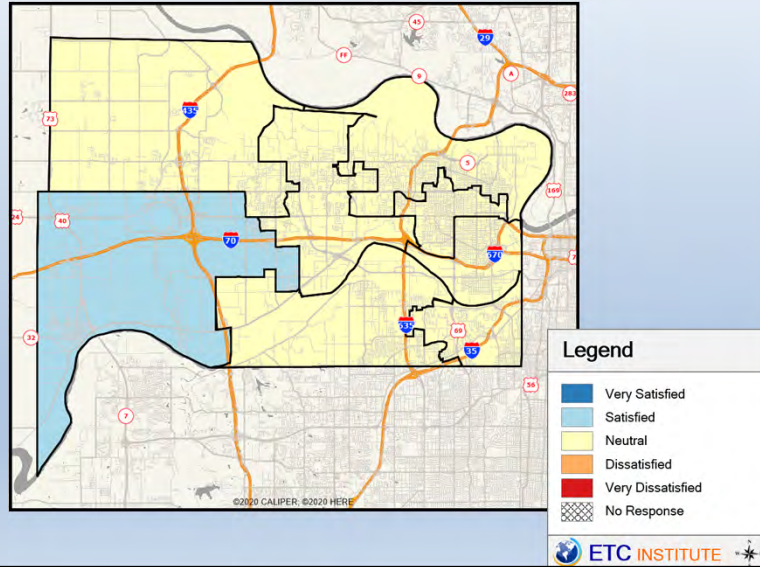 45
29
FF
9
A
283
435
73
5
169
24
40
70
670
7
635
69
35
32
56
7
©2020 CALIPER; ©2020 HERE
Legend
Very Satisfied
Satisfied
Neutral
Dissatisfied
Very Dissatisfied
No Response
ETC INSTITUTE